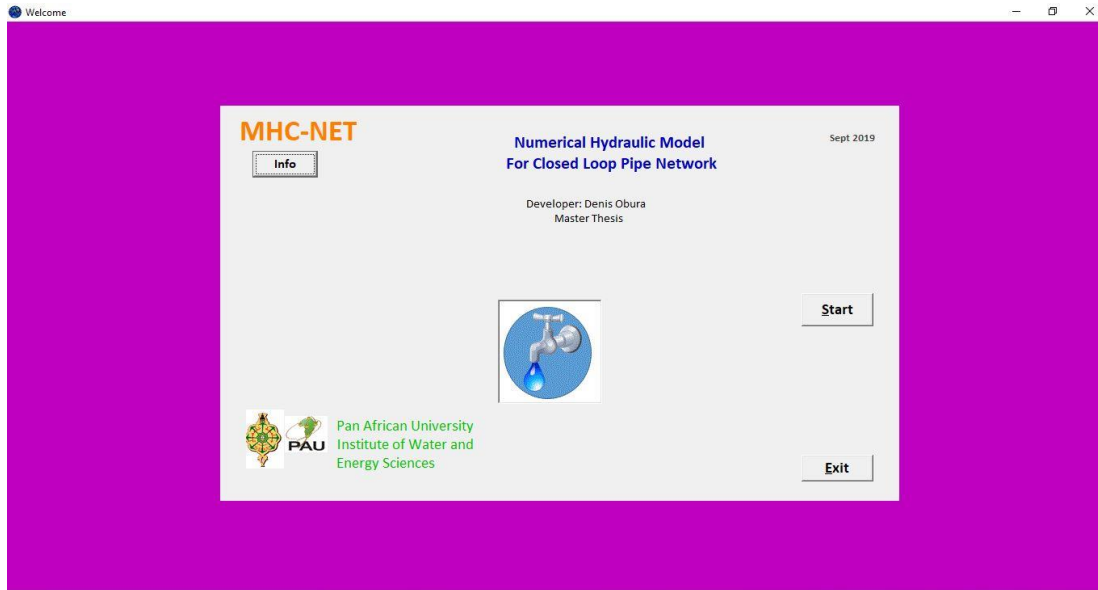 Welcome
MHC-NET
Info
Numerical Hydraulic Model
For Closed Loop Pipe Network
Sept 2019
Developer: Denis Obura
Master Thesis
Start
PAU
Pan African University
Institute of Water and
Energy Sciences
Exit